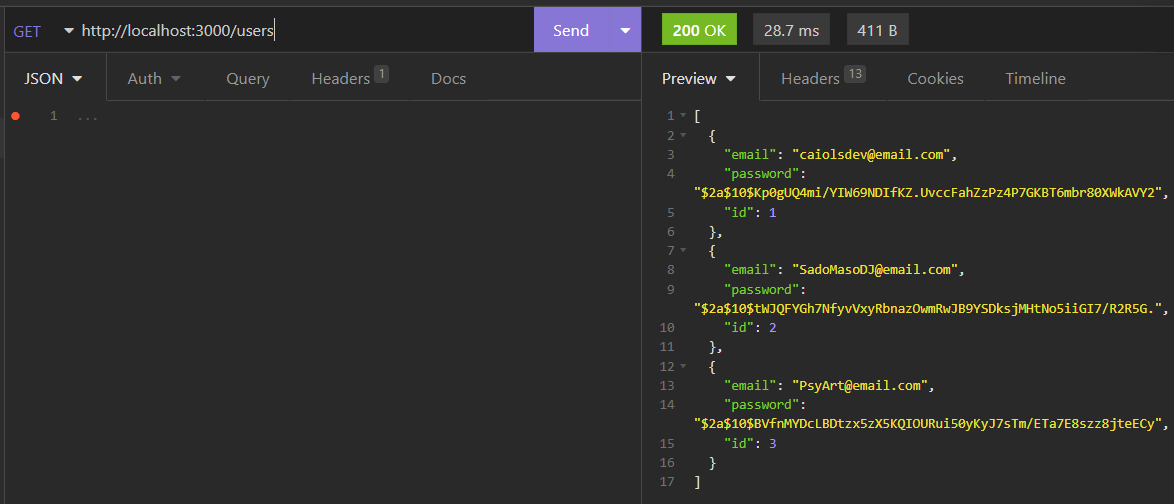 GET http://localhost:3000/users Send
200 OK 28.7 ms 411 B
JSON Auth Query Headers 1 Docs
Preview Headers 13 Cookies Timeline
1 ...
1 [
2 {
3 "email": "caiolsdev@email.com",
4 "password":
"$2a$10$Kp0gUQ4mi/YIW69NDIfKZ.UvccFahZzPz4P7GKBT6mbr80XWkAVY2",
5 "id": 1
6 },
7 {
8 "email": "SadoMasoDJ@email.com",
9 "password":
"$2a$10$tWJQFYGh7NfyvVxyRbnazOwmRwJB9YSDksjMHtNo5iiGI7/R2R5G.",
10 "id": 2
11 },
12 {
13 "email": "PsyArt@email.com",
14 "password":
"$2a$10$BVfnMYDcLBDtzx5zX5KQIOURui50yKyJ7sTm/ETa7E8szz8jteECy",
15 "id": 3
16 }
17 ]